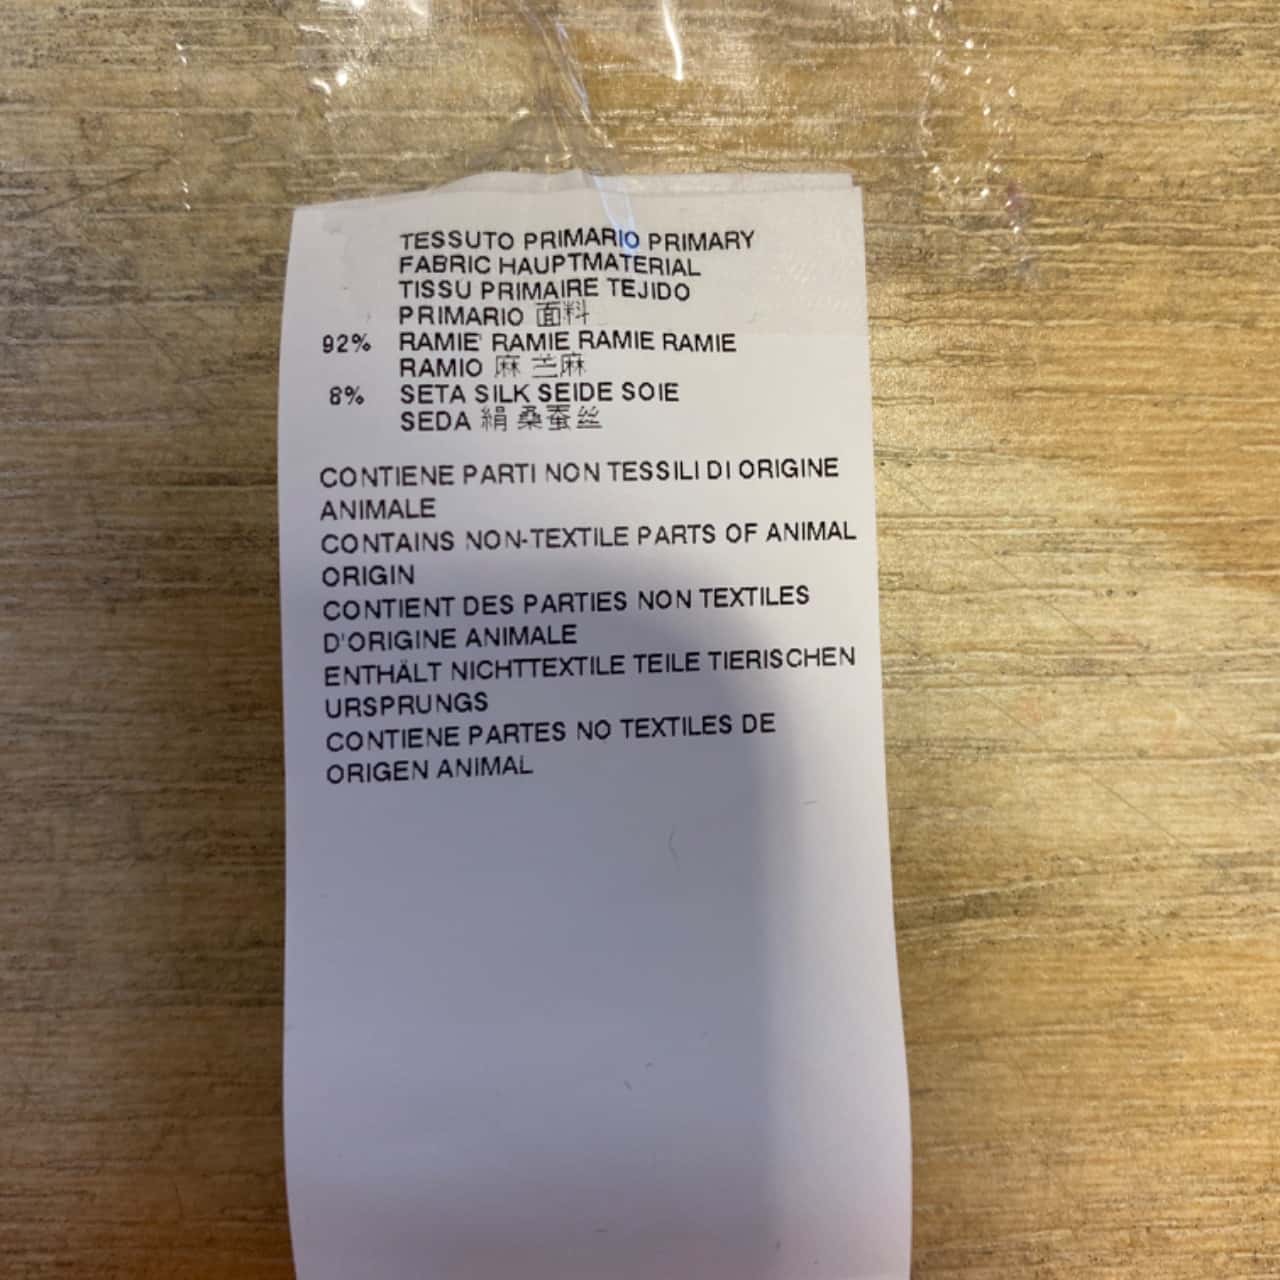 TESSUTO PRIMARIO PRIMARY
FABRIC HAUPTMATERIAL
TISSU PRIMAIRE TEJIDO
PRIMARIO 面料
92% RAMIE' RAMIE RAMIE RAMIE
RAMIO 麻 苎麻
8% SETA SILK SEIDE SOIE
SEDA 絹 桑蚕丝
CONTIENE PARTI NON TESSILI DI ORIGINE
ANIMALE
CONTAINS NON-TEXTILE PARTS OF ANIMAL
ORIGIN
CONTIENT DES PARTIES NON TEXTILES
D'ORIGINE ANIMALE
ENTHÄLT NICHTTEXTILE TEILE TIERISCHEN
URSPRUNGS
CONTIENE PARTES NO TEXTILES DE
ORIGEN ANIMAL